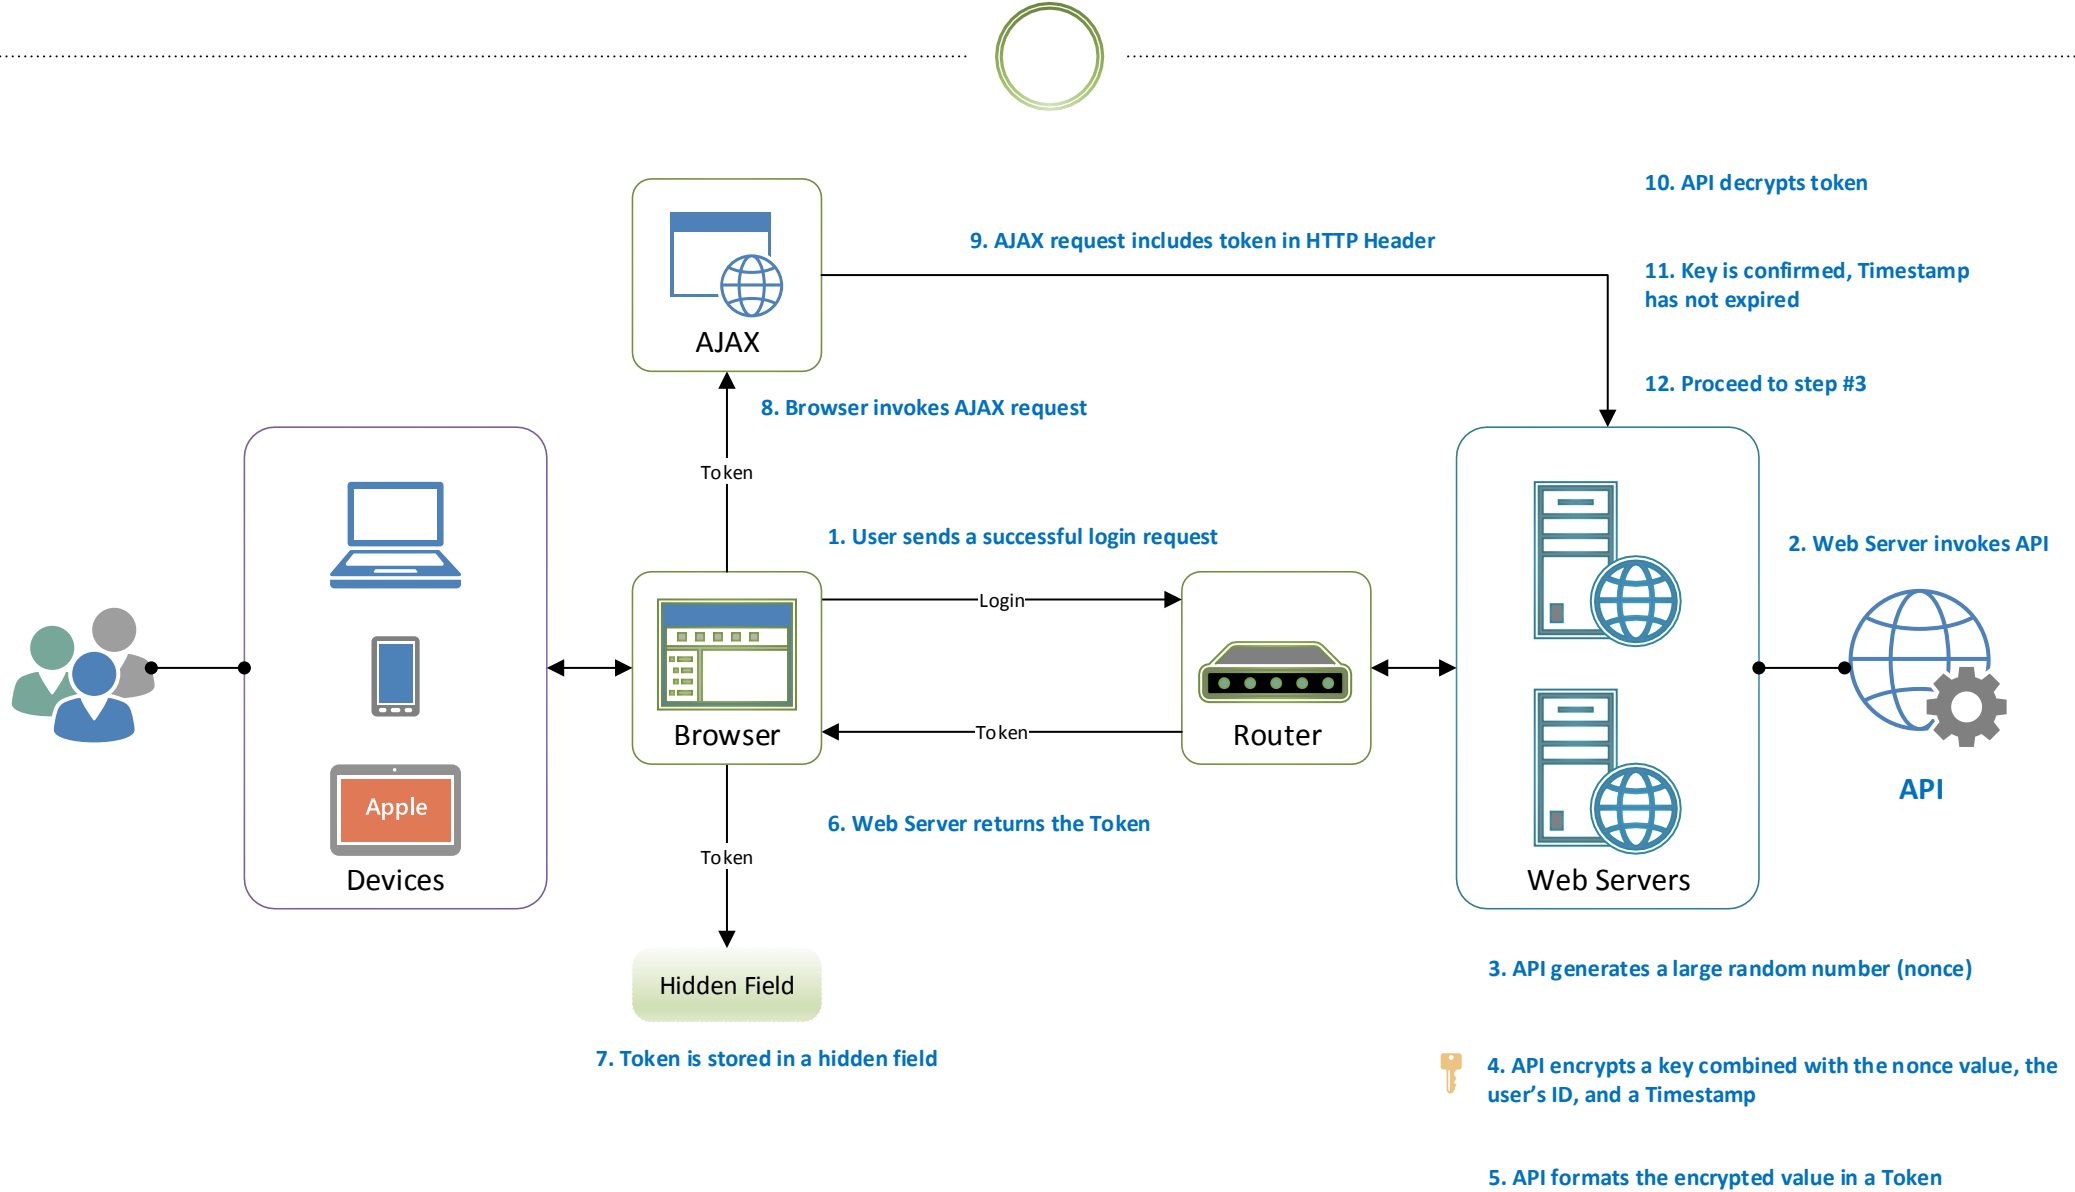 10. API decrypts token
9. AJAX request includes token in HTTP Header
11. Key is confirmed, Timestamp
has not expired
AJAX
12. Proceed to step #3
8. Browser invokes AJAX request
Token
1. User sends a successful login request
2. Web Server invokes API
Login
Browser
Token
Router
API
Apple
6. Web Server returns the Token
Token
Devices
Web Servers
3. API generates a large random number (nonce)
Hidden Field
7. Token is stored in a hidden field
4. API encrypts a key combined with the nonce value, the
user’s ID, and a Timestamp
5. API formats the encrypted value in a Token